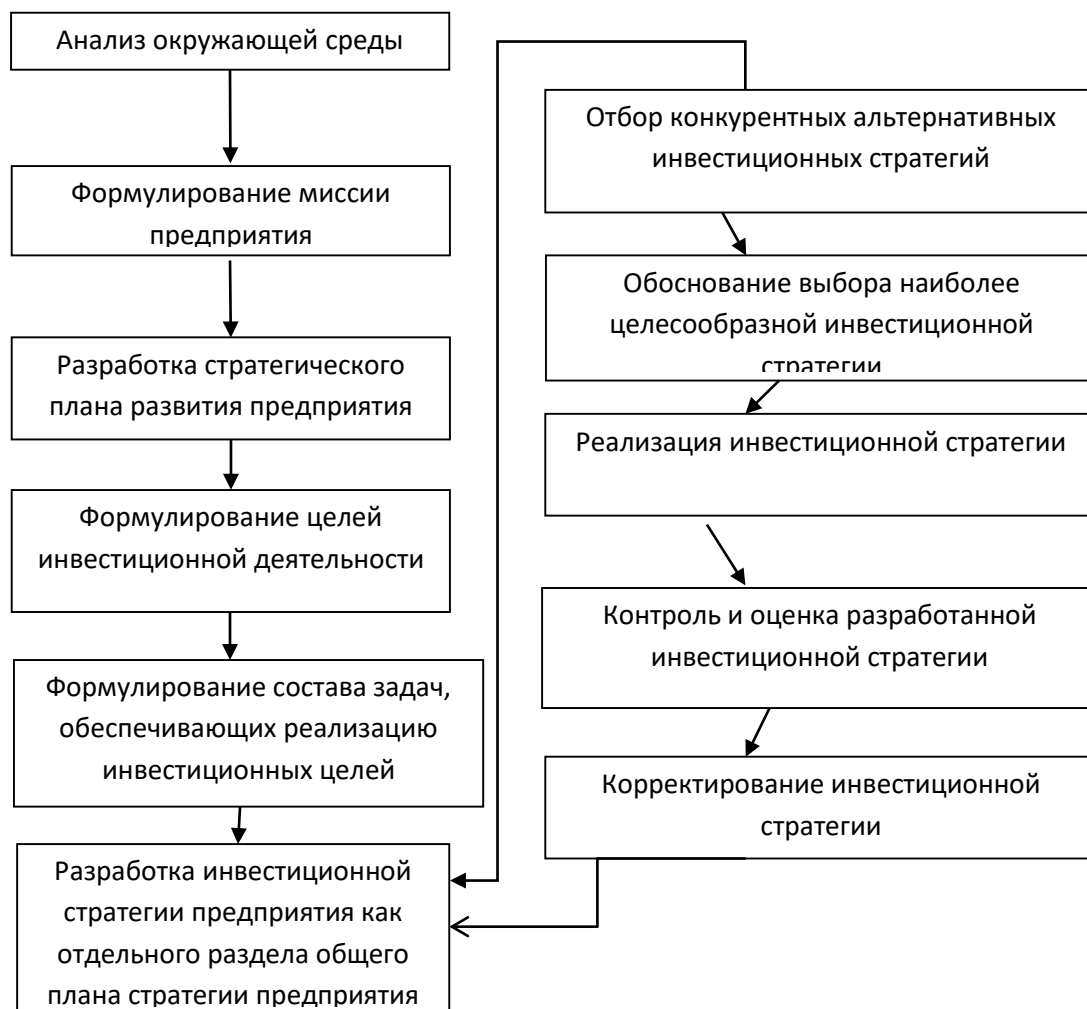 Анализ окружающей среды
Формулирование миссии
предприятия
Разработка стратегического
плана развития предприятия
Формулирование целей
инвестиционной деятельности
Формулирование состава задач,
обеспечивающих реализацию
инвестиционных целей
Разработка инвестиционной
стратегии предприятия как
отдельного раздела общего
плана стратегии предприятия
Отбор конкурентных альтернативных
инвестиционных стратегий
Обоснование выбора наиболее
целесообразной инвестиционной
стратегии
Реализация инвестиционной стратегии
Контроль и оценка разработанной
инвестиционной стратегии
Корректирование инвестиционной
стратегии